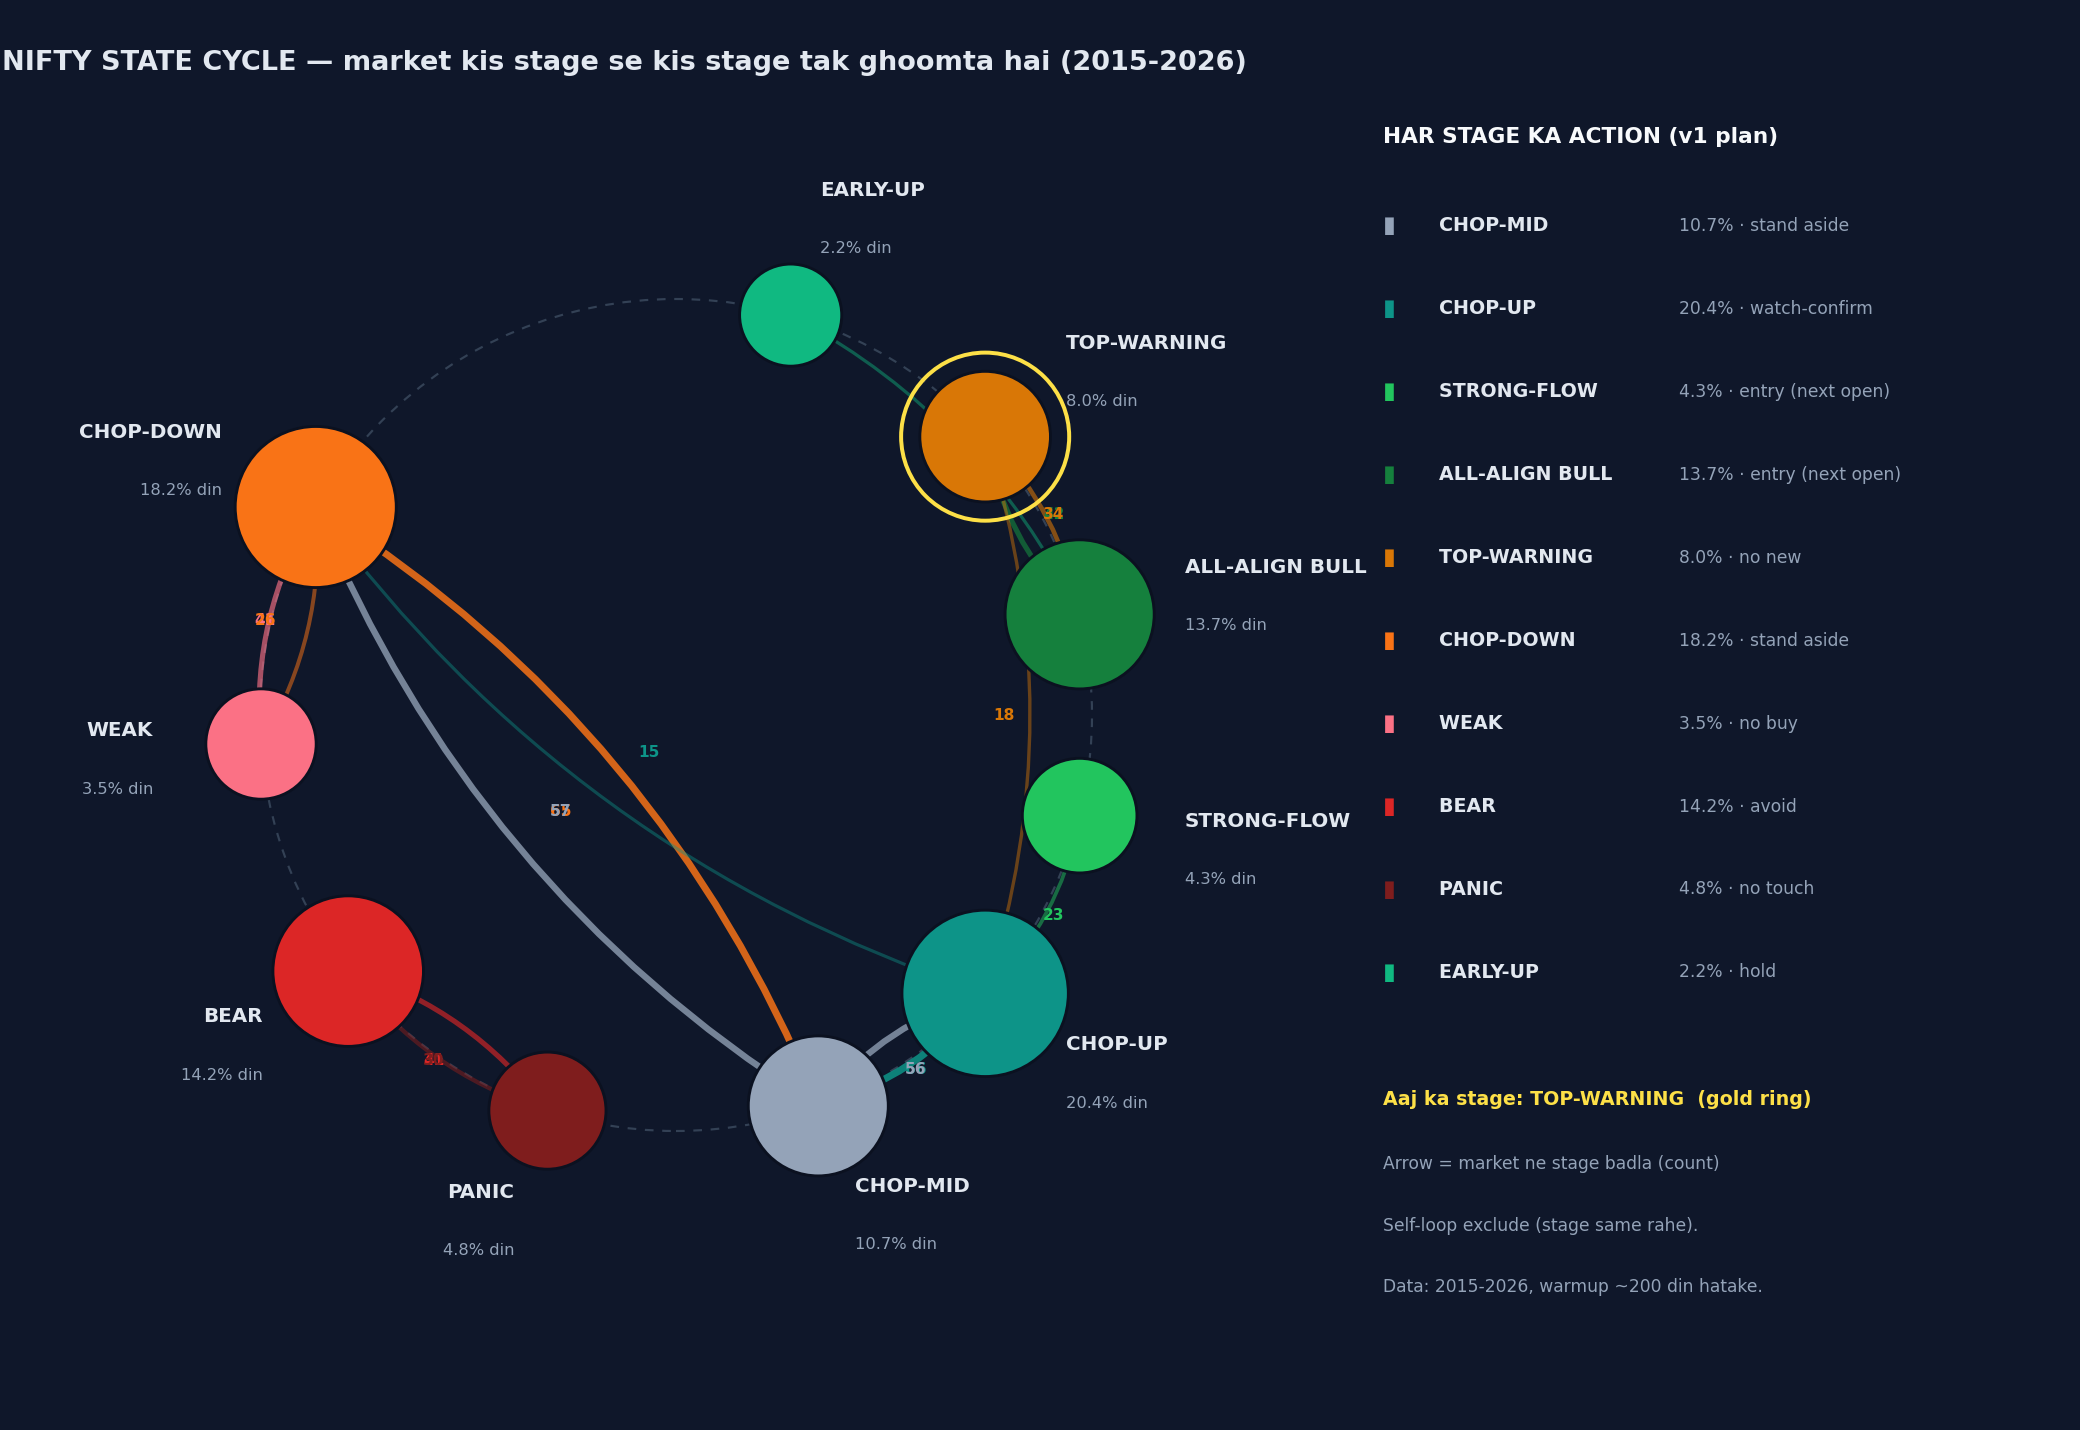 NIFTY STATE CYCLE — market kis stage se kis stage tak ghoomta hai (2015-2026)
EARLY-UP
2.2% din
TOP-WARNING
8.0% din
CHOP-DOWN
18.2% din
ALL-ALIGN BULL
13.7% din
18
WEAK
3.5% din
15
STRONG-FLOW
4.3% din
23
BEAR
14.2% din
CHOP-UP
20.4% din
56
PANIC
4.8% din
CHOP-MID
10.7% din
HAR STAGE KA ACTION (v1 plan)
CHOP-MID 10.7% · stand aside
CHOP-UP 20.4% · watch-confirm
STRONG-FLOW 4.3% · entry (next open)
ALL-ALIGN BULL 13.7% · entry (next open)
TOP-WARNING 8.0% · no new
CHOP-DOWN 18.2% · stand aside
WEAK 3.5% · no buy
BEAR 14.2% · avoid
PANIC 4.8% · no touch
EARLY-UP 2.2% · hold
Aaj ka stage: TOP-WARNING (gold ring)
Arrow = market ne stage badla (count)
Self-loop exclude (stage same rahe).
Data: 2015-2026, warmup ~200 din hatake.